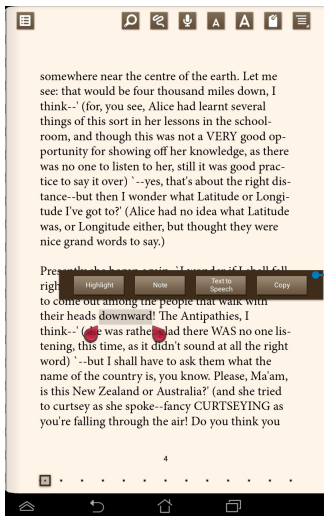 A A
somewhere near the centre of the earth. Let me
see: that would be four thousand miles down, I
think--' (for, you see, Alice had learnt several
things of this sort in her lessons in the school-
room, and though this was not a VERY good op-
portunity for showing off her knowledge, as there
was no one to listen to her, still it was good prac-
tice to say it over) `--yes, that's about the right dis-
tance--but then I wonder what Latitude or Longi-
tude I've got to?' (Alice had no idea what Latitude
was, or Longitude either, but thought they were
nice grand words to say.)
Presently she began again. `I wonder if I shall fall
righ
Highlight Note Text to Speech Copy
to come out among the people that walk with
their heads downward! The Antipathies, I
think--' (she was rather glad there WAS no one lis-
tening, this time, as it didn't sound at all the right
word) `--but I shall have to ask them what the
name of the country is, you know. Please, Ma'am,
is this New Zealand or Australia?' (and she tried
to curtsey as she spoke--fancy CURTSEYING as
you're falling through the air! Do you think you
4